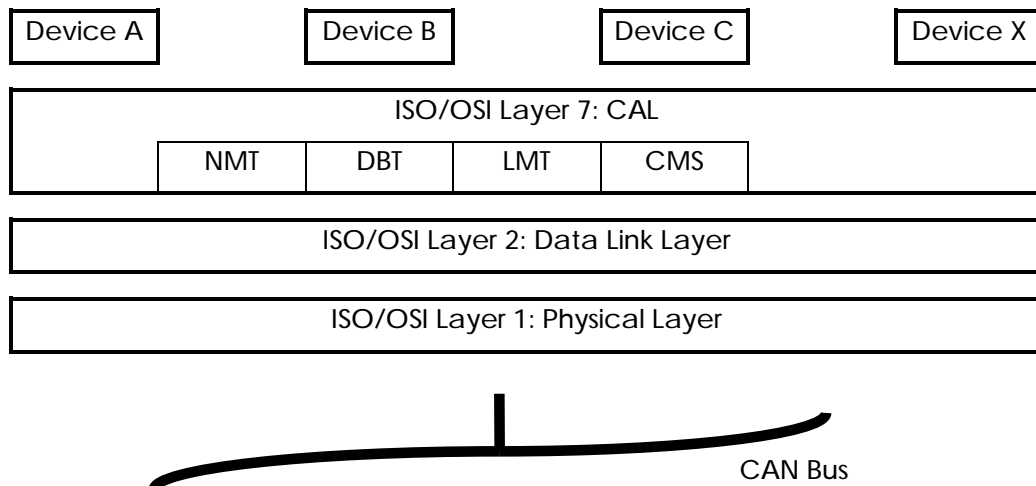 Device A Device B Device C Device X
ISO/OSI Layer 7: CAL
NMT DBT LMT CMS
ISO/OSI Layer 2: Data Link Layer
ISO/OSI Layer 1: Physical Layer
CAN Bus